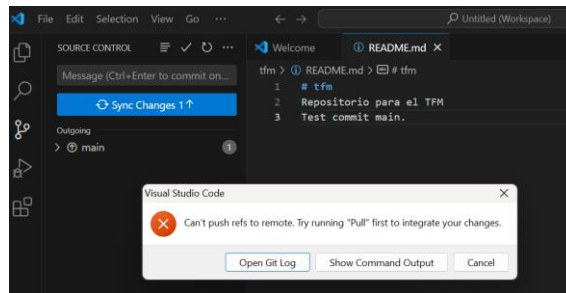 File Edit Selection View Go ...
Untitled (Workspace)
SOURCE CONTROL
Message (Ctrl+Enter to commit on...
Sync Changes 1↑
Outgoing
main 1
Welcome
README.md
tfm > README.md > # tfm
1 # tfm
2 Repositorio para el TFM
3 Test commit main.
Visual Studio Code
Can't push refs to remote. Try running "Pull" first to integrate your changes.
Open Git Log
Show Command Output
Cancel